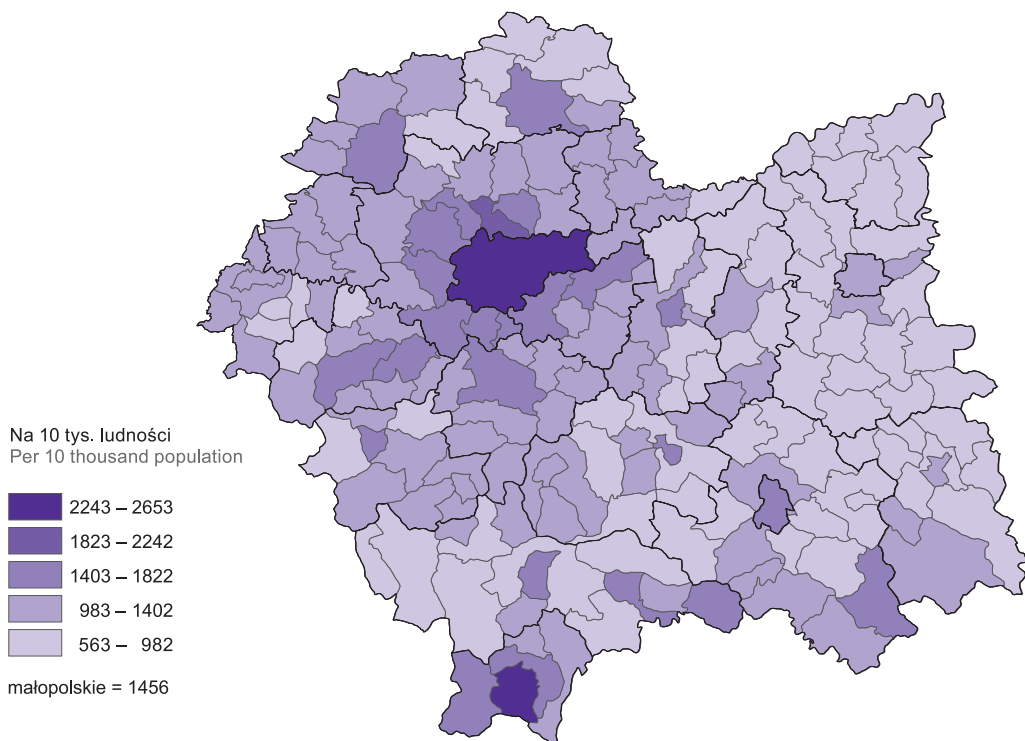 Na 10 tys. ludności
Per 10 thousand population
2243 – 2653
1823 – 2242
1403 – 1822
983 – 1402
563 – 982
małopolskie = 1456